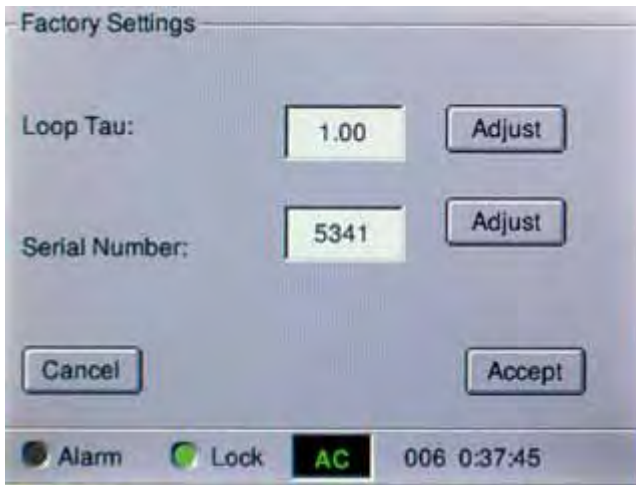 Factory Settings
Loop Tau: 1.00 Adjust
Serial Number: 5341 Adjust
Cancel Accept
Alarm Lock AC 006 0:37:45